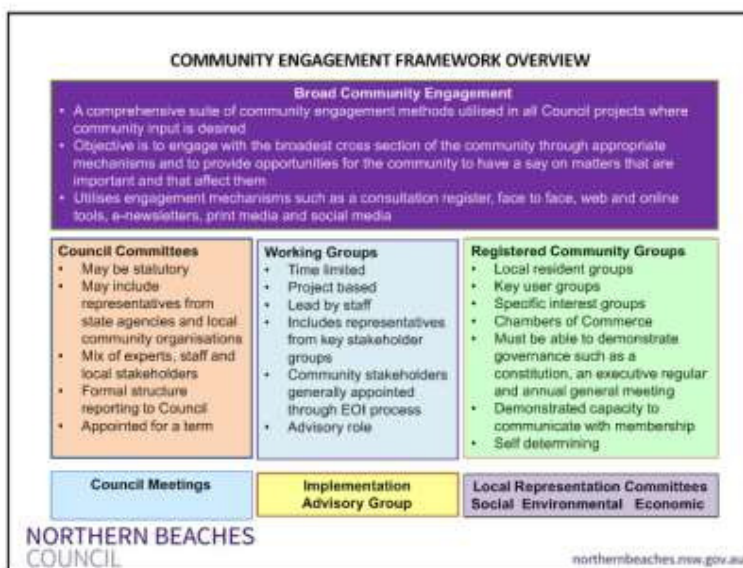 COMMUNITY ENGAGEMENT FRAMEWORK OVERVIEW
Broad Community Engagement
• A comprehensive suite of community engagement methods utilised in all Council projects where
community input is desired
• Objective is to engage with the broadest cross section of the community through appropriate
mechanisms and to provide opportunities for the community to have a say on matters that are
important and that affect them
• Utilises engagement mechanisms such as a consultation register, face to face, web and online
tools, e-newsletters, print media and social media
Council Committees
• May be statutory
• May include
representatives from
state agencies and local
community organisations
• Mix of experts, staff and
local stakeholders
• Formal structure
reporting to Council
• Appointed for a term
Working Groups
• Time limited
• Project based
• Lead by staff
• Includes representatives
from key stakeholder
groups
• Community stakeholders
generally appointed
through EOI process
• Advisory role
Registered Community Groups
• Local resident groups
• Key user groups
• Specific interest groups
• Chambers of Commerce
• Must be able to demonstrate
governance such as a
constitution, an executive regular
and annual general meeting
• Demonstrated capacity to
communicate with membership
• Self determining
Council Meetings
Implementation
Advisory Group
Local Representation Committees
Social Environmental Economic
NORTHERN BEACHES
COUNCIL
northernbeaches.nsw.gov.au